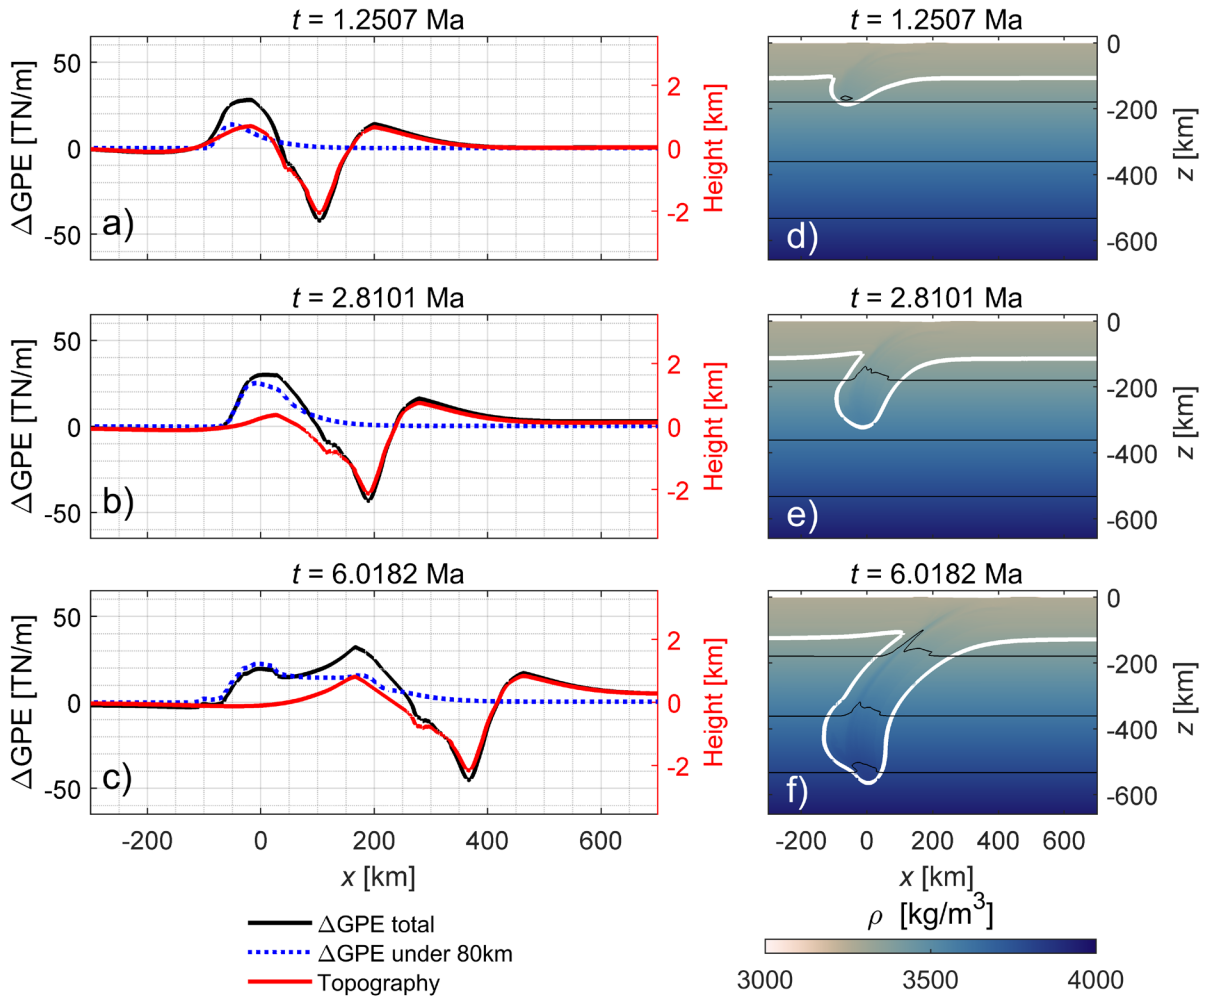 t = 1.2507 Ma
50
0
-50
ΔGPE [TN/m]
2
0
-2
Height [km]
a)
t = 1.2507 Ma
0
-200
-400
-600
z [km]
d)
t = 2.8101 Ma
50
0
-50
ΔGPE [TN/m]
2
0
-2
Height [km]
b)
t = 2.8101 Ma
0
-200
-400
-600
z [km]
e)
t = 6.0182 Ma
50
0
-50
ΔGPE [TN/m]
2
0
-2
Height [km]
c)
-200 0 200 400 600
x [km]
t = 6.0182 Ma
0
-200
-400
-600
z [km]
f)
-200 0 200 400 600
x [km]
ΔGPE total
ΔGPE under 80km
Topography
ρ [kg/m³]
3000 3500 4000